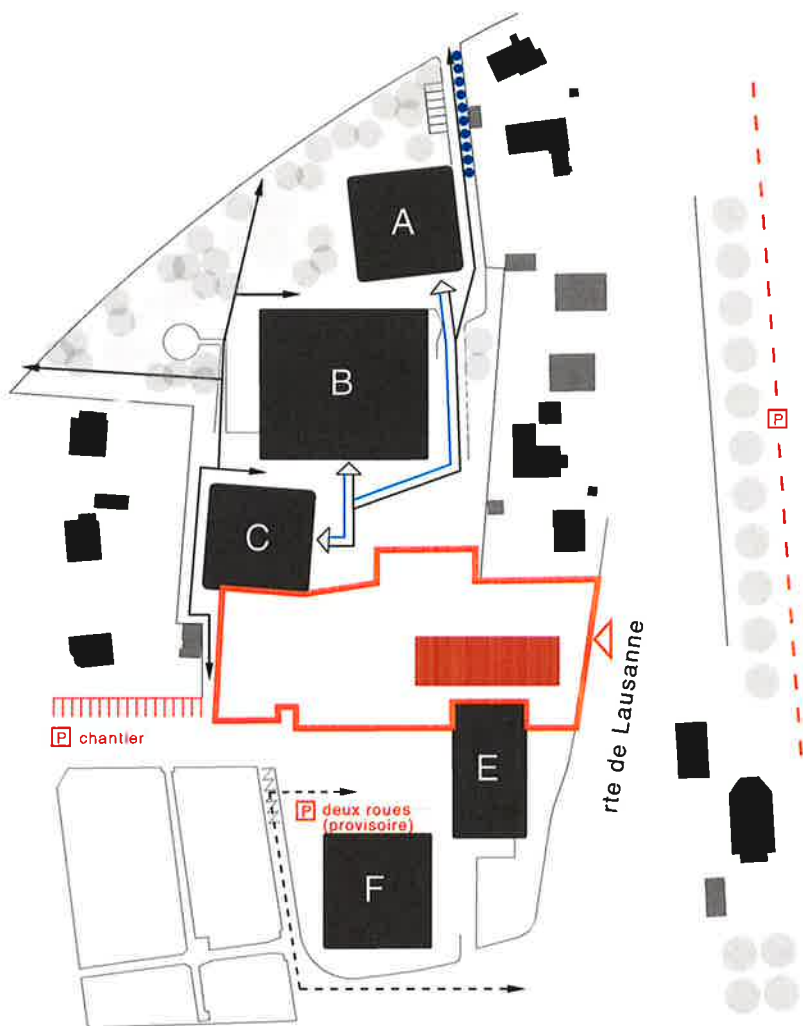 A
B
P
C
rte de Lausanne
P chantier
E
P deux roues
(provisoire)
F